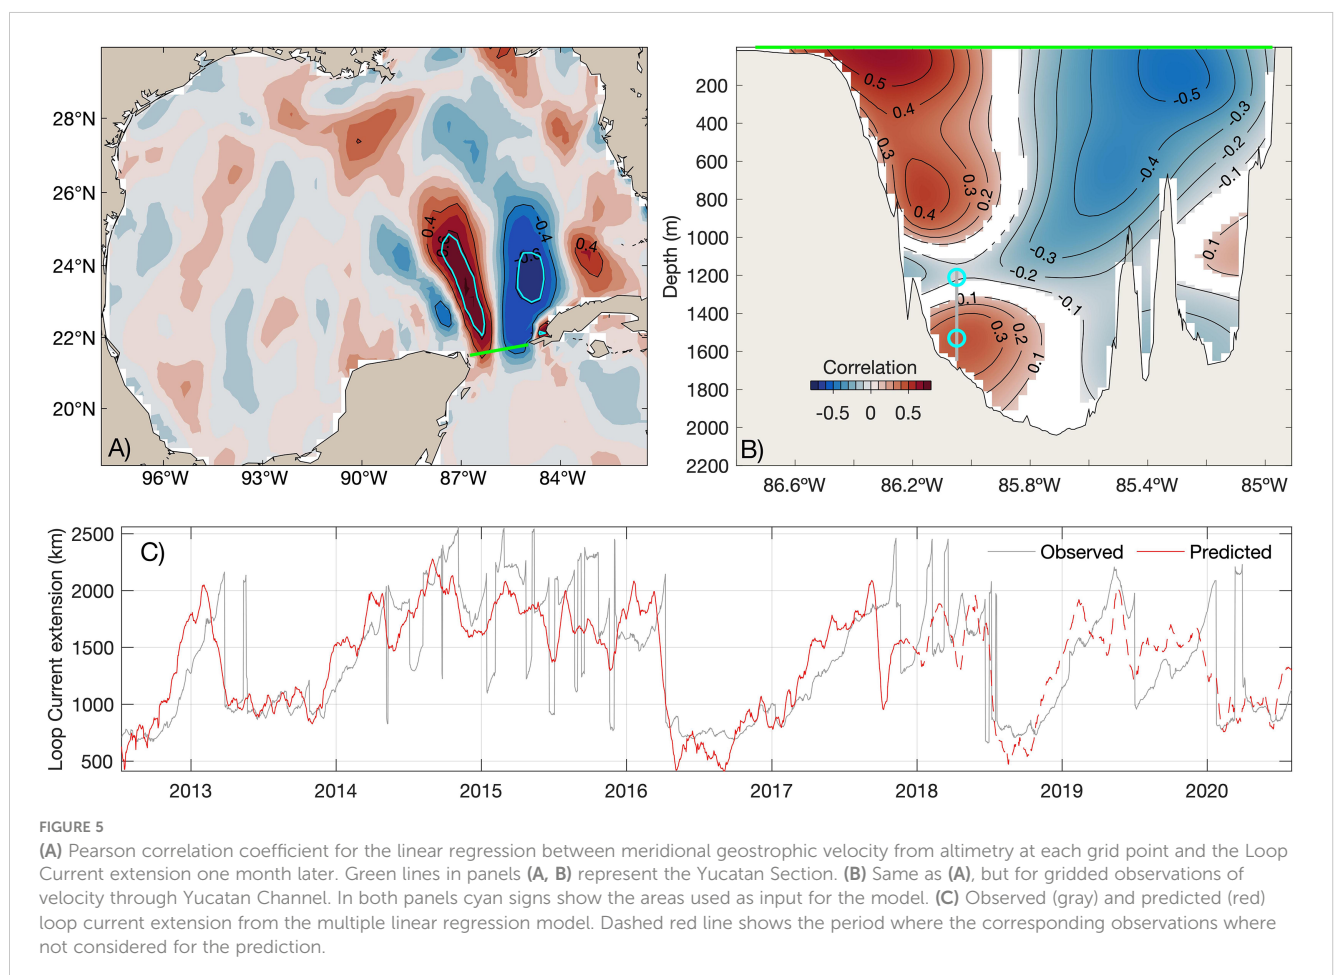 28°N
26°N
24°N
22°N
20°N
0.4
-0.4
0.4
A)
96°W
93°W
90°W
87°W
84°W
Depth (m)
200
400
600
800
1000
1200
1400
1600
1800
2000
2200
0.5
0.4
0.3
0.3
0.2
0.4
-0.5
-0.3
-0.2
-0.4
-0.1
-0.3
-0.2
-0.1
0.1
0.1
0.2
0.3
0.1
Correlation
-0.5
0
0.5
B)
86.6°W
86.2°W
85.8°W
85.4°W
85°W
Loop Current extension (km)
2500
2000
1500
1000
500
C)
Observed
Predicted
2013
2014
2015
2016
2017
2018
2019
2020
FIGURE 5
(A) Pearson correlation coefficient for the linear regression between meridional geostrophic velocity from altimetry at each grid point and the Loop
Current extension one month later. Green lines in panels (A, B) represent the Yucatan Section. (B) Same as (A), but for gridded observations of
velocity through Yucatan Channel. In both panels cyan signs show the areas used as input for the model. (C) Observed (gray) and predicted (red)
loop current extension from the multiple linear regression model. Dashed red line shows the period where the corresponding observations where
not considered for the prediction.